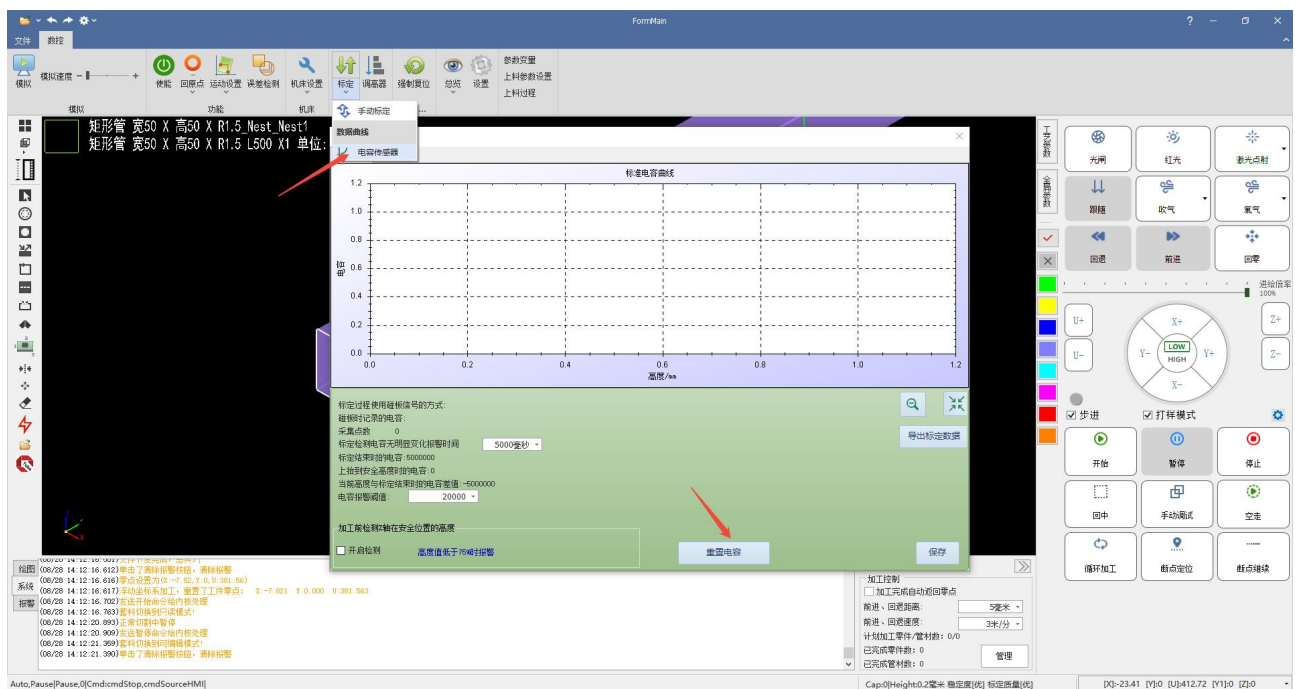 FormMain
文件 数控
模拟速度
模拟
使能 回原点 运动设置 误差检测 机床设置 标定 调高器 强制复位 总览 设置
参数变量
上料参数设置
上料过程
模拟 功能 机床 ...
手动标定
数据曲线
电容传感器
矩形管 宽50 X 高50 X R1.5_Nest_Nest1
矩形管 宽50 X 高50 X R1.5 L500 X1 单位:
标准电容曲线
电容
1.2
1.0
0.8
0.6
0.4
0.2
0.0
0.0 0.2 0.4 0.6 0.8 1.0 1.2
高度/mm
标定过程使用碰板信号的方式:
碰板时记录的电容:
采集点数 0
标定检测电容无明显变化报警时间 5000毫秒
标定结束时的电容:5000000
上抬到安全高度时的电容:0
当前高度与标定结束时的电容差值:-5000000
电容报警阈值: 20000
导出标定数据
加工前检测Z轴在安全位置的高度
开启检测 高度值低于75%时报警
重置电容
保存
工艺参数
全局参数
光闸 红光 激光点射
跟随 吹气 氧气
回退 前进 回零
进给倍率
100%
U+ X+ Z+
U- Y- LOW HIGH Y+ Z-
X-
步进 打样模式
开始 暂停 停止
回中 手动调试 空走
循环加工 断点定位 断点继续
绘图
系统
报警
(08/28 14:12:16.612)单击了清除报警按钮，清除报警
(08/28 14:12:16.616)零点设置为(X:-7.82,Y:0,U:381.56)
(08/28 14:12:16.617)浮动坐标系加工，重置了工件零点： X:-7.821 Y:0.000 U:381.563
(08/28 14:12:16.702)发送开始命令给内核处理
(08/28 14:12:16.763)套料切换到只读模式!
(08/28 14:12:20.893)正常切割中暂停
(08/28 14:12:20.909)发送暂停命令给内核处理
(08/28 14:12:21.359)套料切换到可编辑模式!
(08/28 14:12:21.390)单击了清除报警按钮，清除报警
加工控制
加工完成自动返回零点
前进、回退距离: 5毫米
前进、回退速度: 3米/分
计划加工零件/管材数: 0/0
已完成零件数: 0
已完成管材数: 0
管理
Auto,Pause|Pause,0|Cmd:cmdStop,cmdSourceHMI|
Cap:0|Height:0.2毫米 稳定度[优] 标定质量[优]
[X]:-23.41 [Y]:0 [U]:412.72 [Y1]:0 [Z]:0